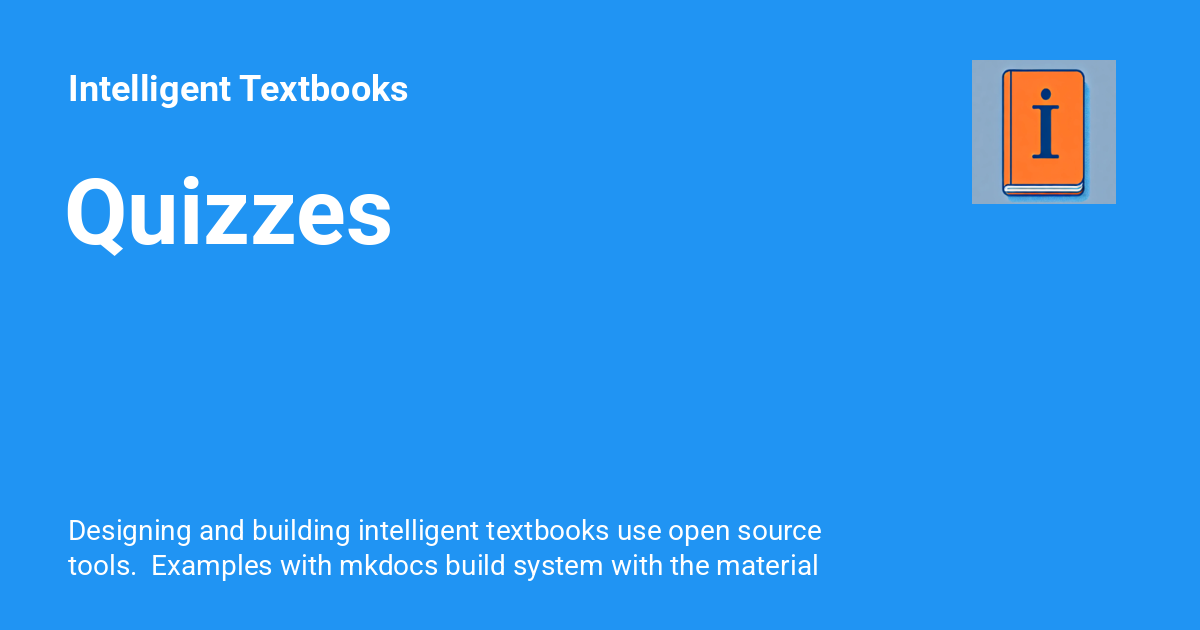 Intelligent Textbooks
i
Quizzes
Designing and building intelligent textbooks use open source
tools.  Examples with mkdocs build system with the material